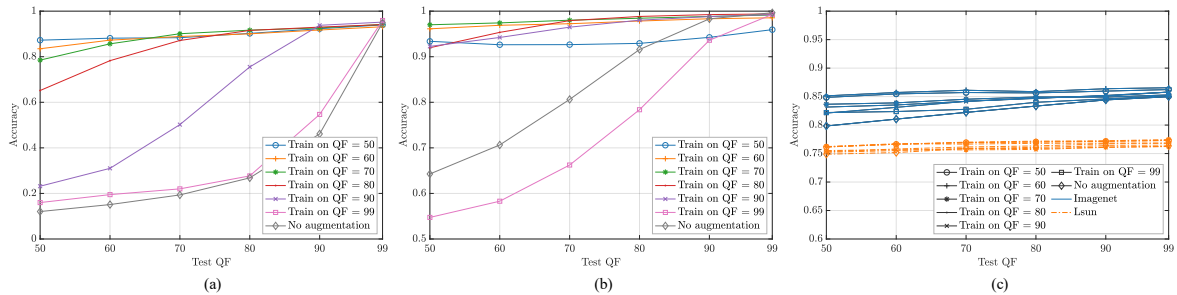 1
0.8
0.6
0.4
0.2
0
Accuracy
50
60
70
80
90
99
Test QF
Train on QF = 50
Train on QF = 60
Train on QF = 70
Train on QF = 80
Train on QF = 90
Train on QF = 99
No augmentation
(a)
1
0.9
0.8
0.7
0.6
0.5
Accuracy
50
60
70
80
90
99
Test QF
Train on QF = 50
Train on QF = 60
Train on QF = 70
Train on QF = 80
Train on QF = 90
Train on QF = 99
No augmentation
(b)
1
0.95
0.9
0.85
0.8
0.75
0.7
0.65
0.6
Accuracy
50
60
70
80
90
99
Test QF
Train on QF = 50
Train on QF = 60
Train on QF = 70
Train on QF = 80
Train on QF = 90
Train on QF = 99
No augmentation
Imagenet
Lsun
(c)